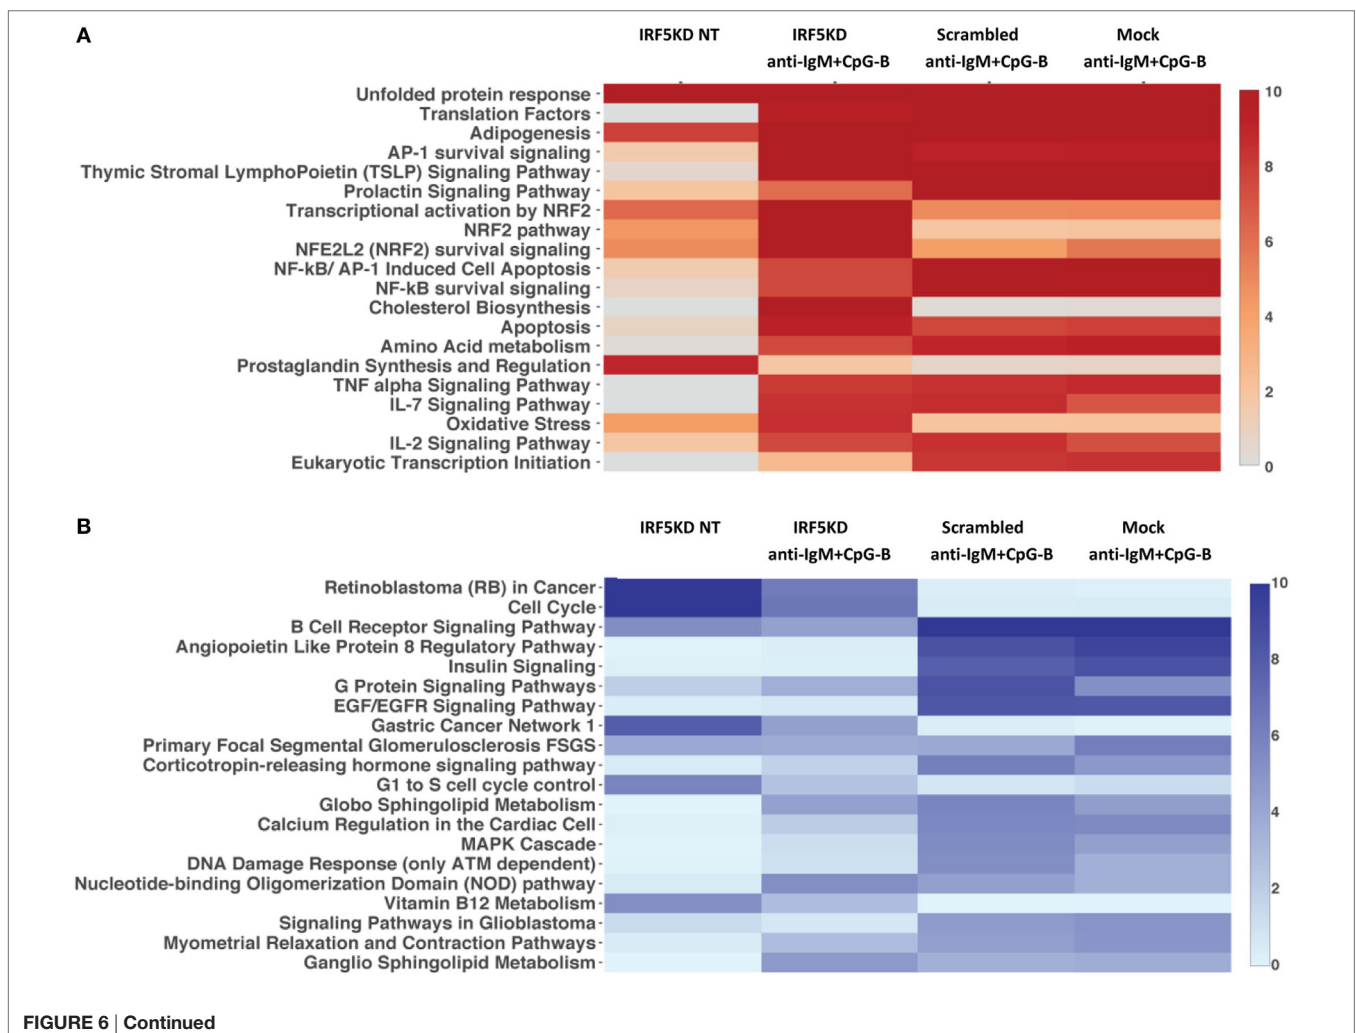 A
IRF5KD NT IRF5KD Scrambled Mock
anti-IgM+CpG-B anti-IgM+CpG-B anti-IgM+CpG-B
Unfolded protein response
Translation Factors
Adipogenesis
AP-1 survival signaling
Thymic Stromal LymphoPoietin (TSLP) Signaling Pathway
Prolactin Signaling Pathway
Transcriptional activation by NRF2
NRF2 pathway
NFE2L2 (NRF2) survival signaling
NF-kB/ AP-1 Induced Cell Apoptosis
NF-kB survival signaling
Cholesterol Biosynthesis
Apoptosis
Amino Acid metabolism
Prostaglandin Synthesis and Regulation
TNF alpha Signaling Pathway
IL-7 Signaling Pathway
Oxidative Stress
IL-2 Signaling Pathway
Eukaryotic Transcription Initiation
10
8
6
4
2
0
B
IRF5KD NT IRF5KD Scrambled Mock
anti-IgM+CpG-B anti-IgM+CpG-B anti-IgM+CpG-B
Retinoblastoma (RB) in Cancer
Cell Cycle
B Cell Receptor Signaling Pathway
Angiopoietin Like Protein 8 Regulatory Pathway
Insulin Signaling
G Protein Signaling Pathways
EGF/EGFR Signaling Pathway
Gastric Cancer Network 1
Primary Focal Segmental Glomerulosclerosis FSGS
Corticotropin-releasing hormone signaling pathway
G1 to S cell cycle control
Globo Sphingolipid Metabolism
Calcium Regulation in the Cardiac Cell
MAPK Cascade
DNA Damage Response (only ATM dependent)
Nucleotide-binding Oligomerization Domain (NOD) pathway
Vitamin B12 Metabolism
Signaling Pathways in Glioblastoma
Myometrial Relaxation and Contraction Pathways
Ganglio Sphingolipid Metabolism
10
8
6
4
2
0
FIGURE 6 | Continued